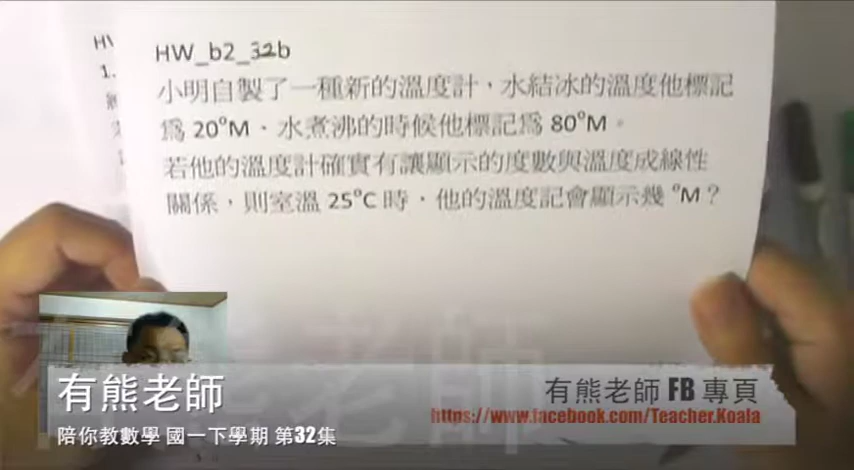 HW_b2_32b
1.
小明自製了一種新的溫度計，水結冰的溫度他標記
為 20°M、水煮沸的時候他標記為 80°M。
若他的溫度計確實有讓顯示的度數與溫度成線性
關係，則室溫 25°C 時，他的溫度記會顯示幾 °M？
有熊老師
陪你教數學 國一下學期 第32集
有熊老師 FB 專頁
https://www.facebook.com/Teacher.Koala